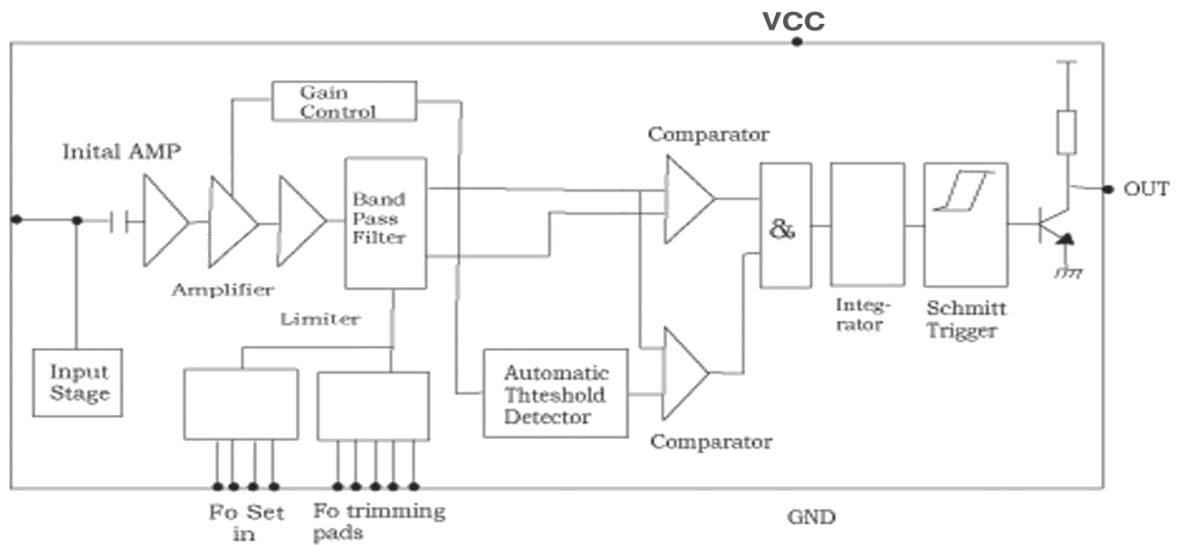 VCC
Gain
Control
Inital AMP
Comparator
Band
Pass
Filter
OUT
&
Amplifier
Limiter
Integ-
rator
Schmitt
Trigger
Input
Stage
Automatic
Thteshold
Detector
Comparator
Fo Set
in
Fo trimming
pads
GND